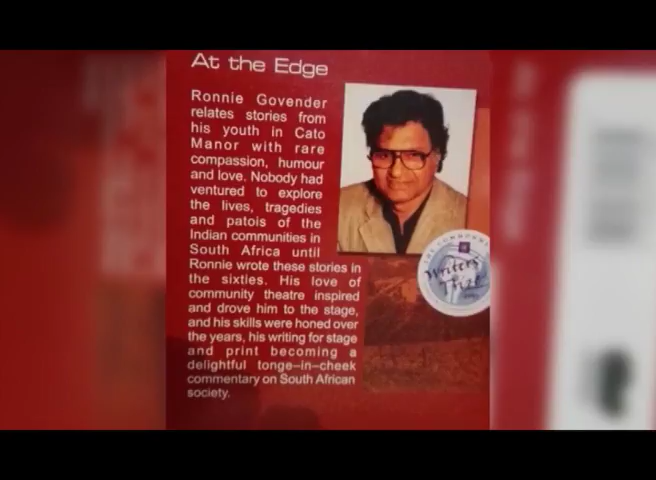 At the Edge
Ronnie Govender
relates stories from
his youth in Cato
Manor with rare
compassion, humour
and love. Nobody had
ventured to explore
the lives, tragedies
and patois of the
Indian communities in
South Africa until
Ronnie wrote these stories in
the sixties. His love of
community theatre inspired
and drove him to the stage,
and his skills were honed over
the years, his writing for stage
and print becoming a
delightful tonge–in–cheek
commentary on South African
society.
Writers
Prize